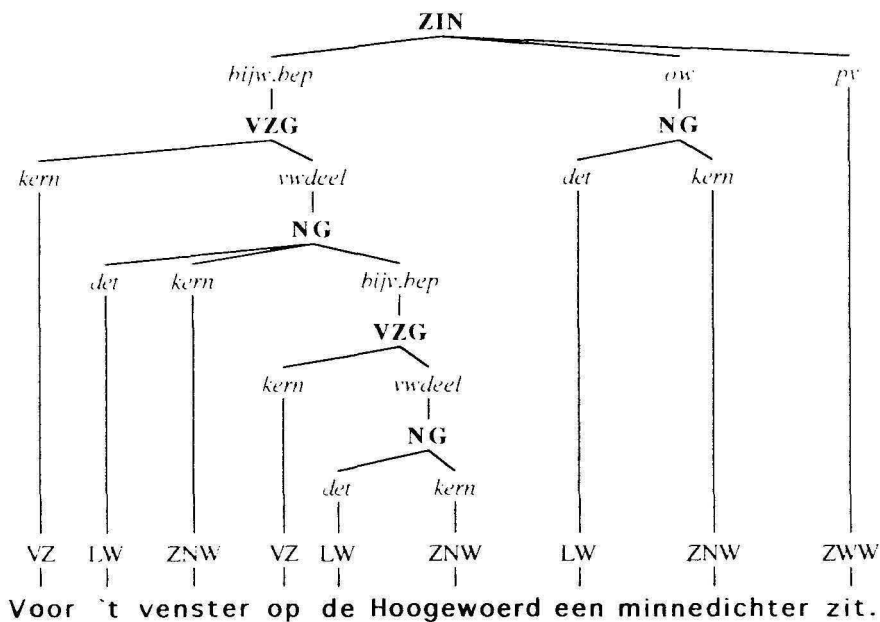 ZIN
bijw.bep ow pv
VZG NG
kern vwdeel det kern
NG
det kern bijv.bep
VZG
kern vwdeel
NG
det kern
VZ LW ZNW VZ LW ZNW LW ZNW ZWW
Voor `t venster op de Hoogewoerd een minnedichter zit.